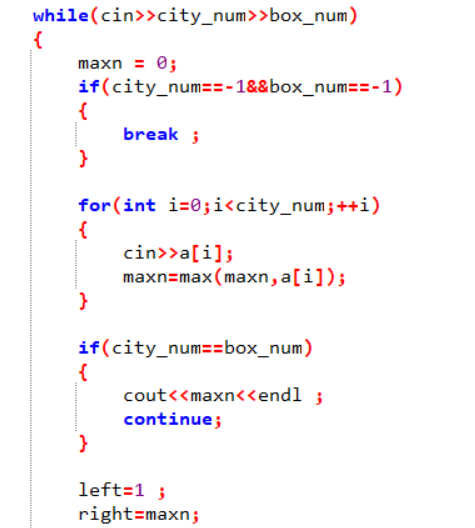 while(cin>>city_num>>box_num)
{
maxn = 0;
if(city_num==-1&&box_num==-1)
{
break ;
}
for(int i=0;i<city_num;++i)
{
cin>>a[i];
maxn=max(maxn,a[i]);
}
if(city_num==box_num)
{
cout<<maxn<<endl ;
continue;
}
left=1 ;
right=maxn;